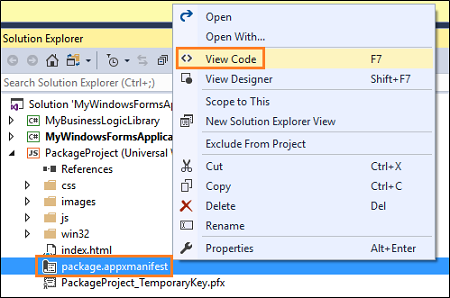 Solution Explorer
Search Solution Explorer (Ctrl+;)
Solution 'MyWindowsFormsAp
MyBusinessLogicLibrary
MyWindowsFormsApplica
PackageProject (Universal W
References
css
images
js
win32
index.html
package.appxmanifest
PackageProject_TemporaryKey.pfx
Open
Open With...
View Code F7
View Designer Shift+F7
Scope to This
New Solution Explorer View
Exclude From Project
Cut Ctrl+X
Copy Ctrl+C
Delete Del
Rename
Properties Alt+Enter